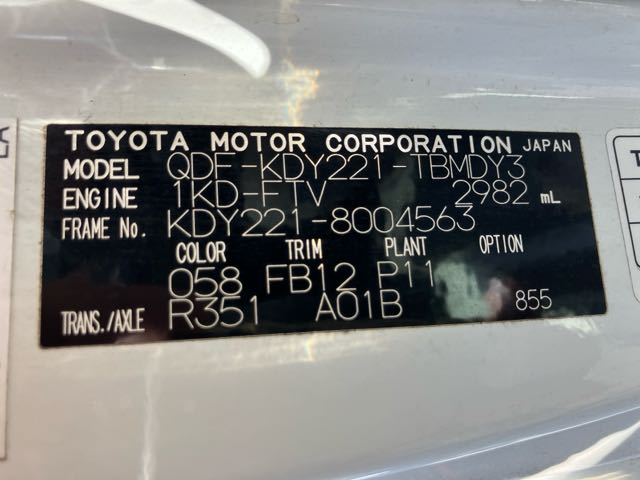 TOYOTA MOTOR CORPORATION JAPAN
MODEL QDF-KDY221-TBMDY3
ENGINE 1KD-FTV 2982 mL
FRAME No. KDY221-8004563
COLOR TRIM PLANT OPTION
058 FB12 P11
TRANS./AXLE R351 A01B 855